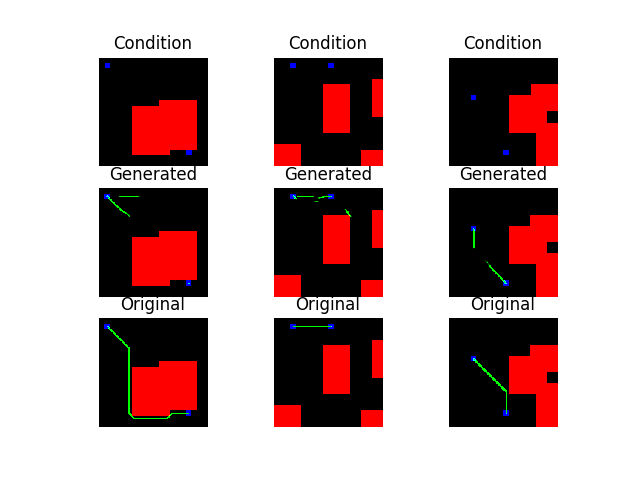 Condition Condition Condition
Generated Generated Generated
Original Original Original